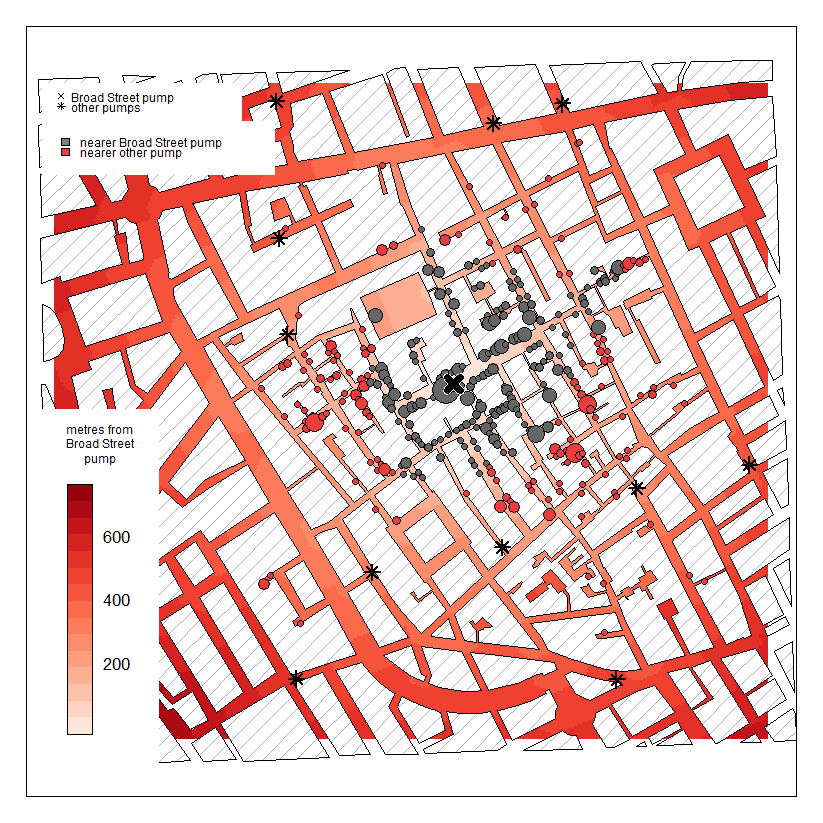 Broad Street pump
other pumps
nearer Broad Street pump
nearer other pump
metres from
Broad Street
pump
600
400
200